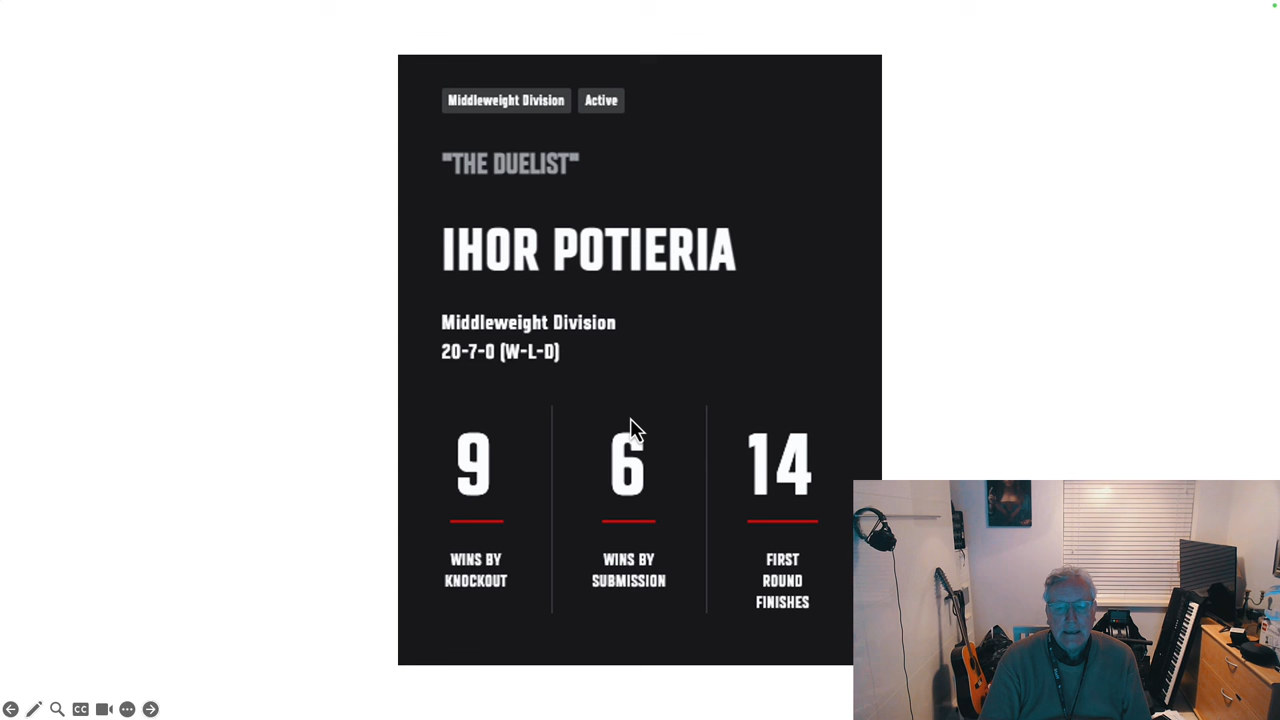 Middleweight Division Active
"THE DUELIST"
IHOR POTIERIA
Middleweight Division
20-7-0 (W-L-D)
9 6 14
WINS BY KNOCKOUT
WINS BY SUBMISSION
FIRST ROUND FINISHES
CC